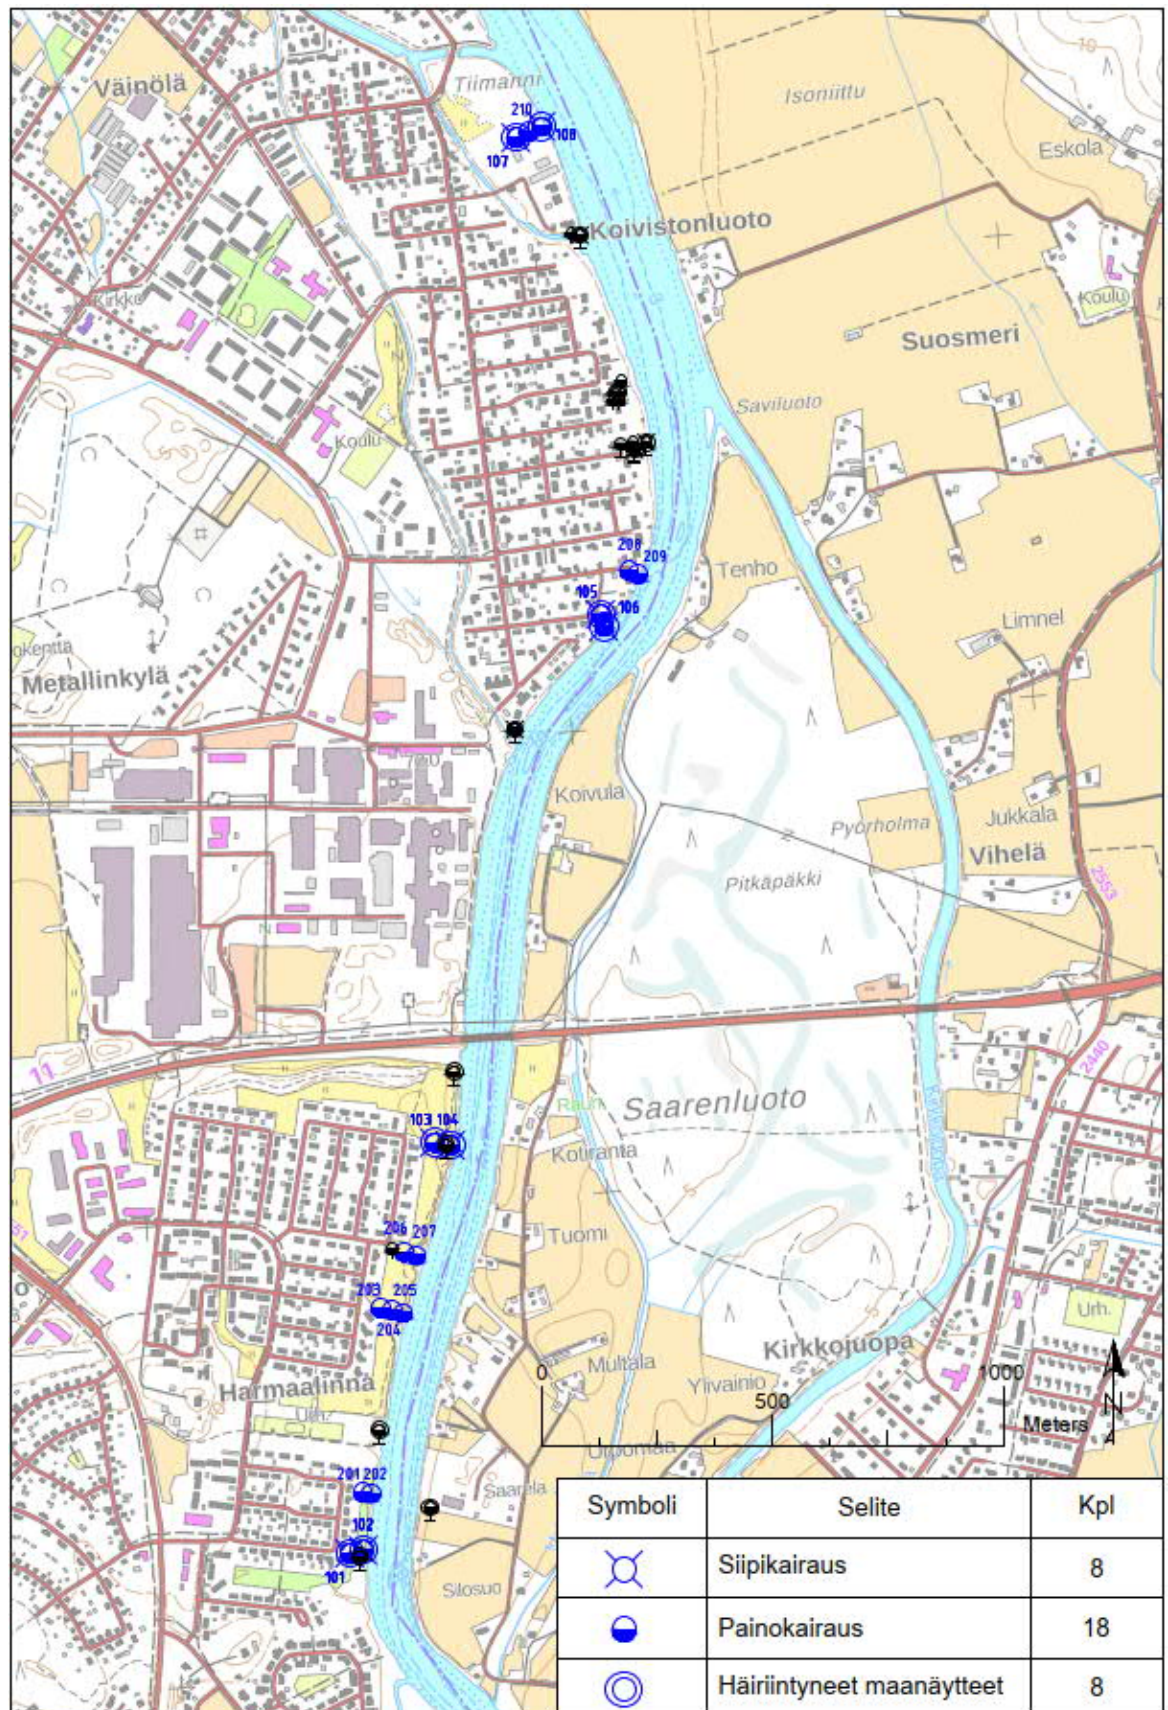 Väinölä
Tiimanni
Isoniittu
10
210
108
107
Eskola
Koivistonluoto
Kirkko
Koulu
Suosmeri
Saviluoto
Koulu
208
209
Tenho
105
106
Limnel
Metallinkylä
Koivula
Jukkala
Pyörholma
Vihelä
Pitkäpäkki
2553
11
2440
Saarenluoto
103 104
Kotiranta
206 207
Tuomi
203 205
204
Urh.
Kirkkojuopa
Multala
Harmaalinna
Ylivainio
0
500
1000
Meters
N
Urh.
201 202
Saarela
102
101
Silosuo
Symboli Selite Kpl
Siipikairaus 8
Painokairaus 18
Häiriintyneet maanäytteet 8